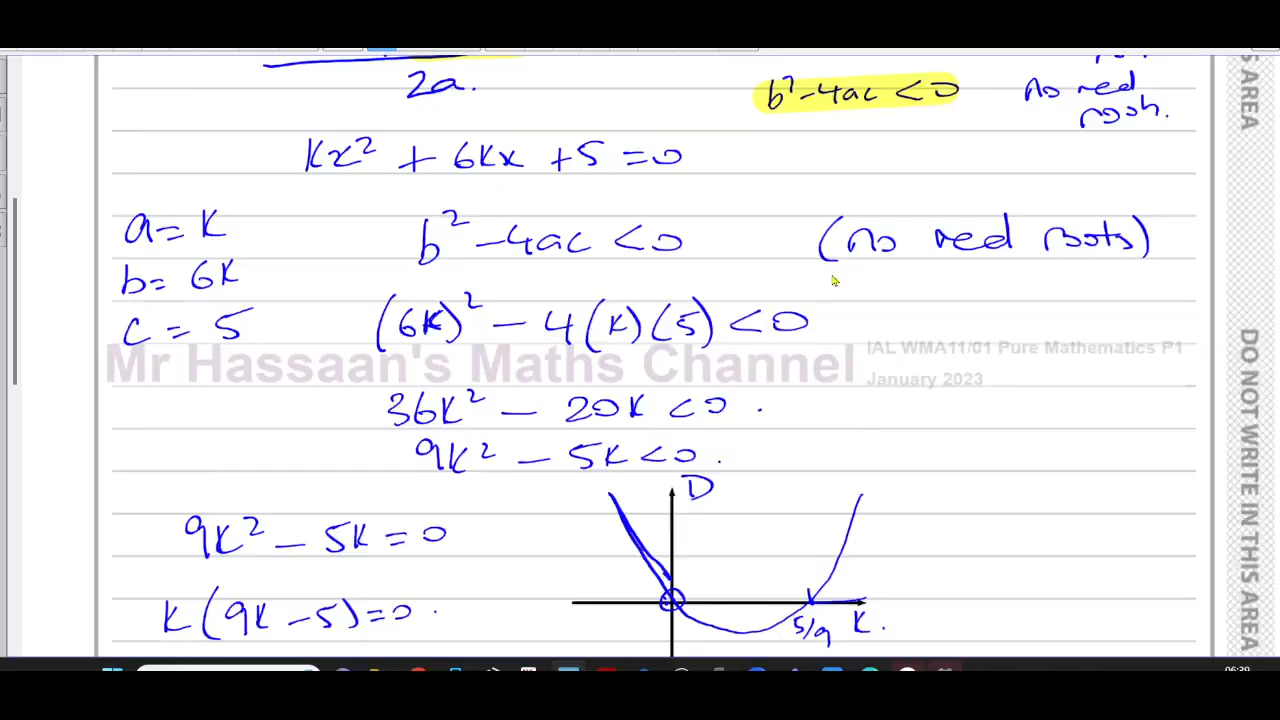 2a.
b² - 4ac < 0
no real
roots.
kx² + 6kx + 5 = 0
a = k
b = 6k
c = 5
b² - 4ac < 0
(no real roots)
(6k)² - 4(k)(5) < 0
Mr Hassaan's Maths Channel
IAL WMA11/01 Pure Mathematics P1
January 2023
36k² - 20k < 0.
9k² - 5k < 0.
9k² - 5k = 0
k(9k - 5) = 0.
D
5/9
k.
S AREA
DO NOT WRITE IN THIS AREA